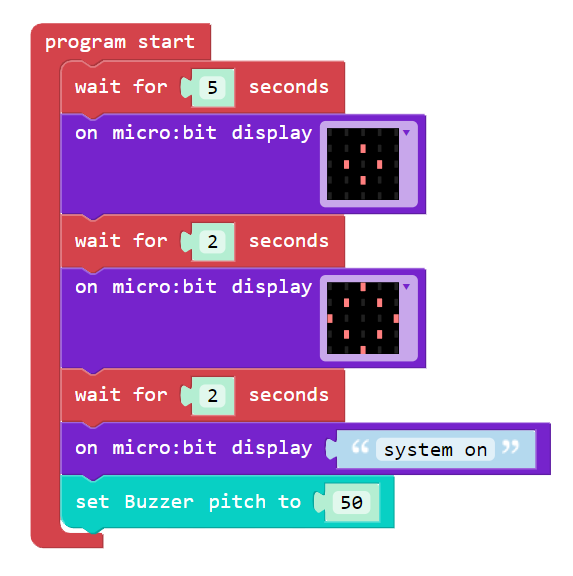 program start
wait for 5 seconds
on micro:bit display
wait for 2 seconds
on micro:bit display
wait for 2 seconds
on micro:bit display “ system on ”
set Buzzer pitch to 50